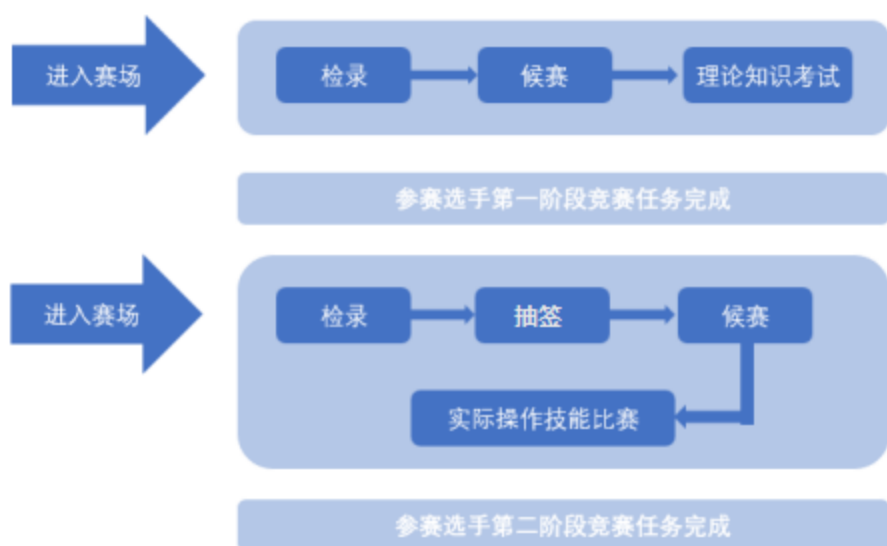 进入赛场
检录
候赛
理论知识考试
参赛选手第一阶段竞赛任务完成
进入赛场
检录
抽签
候赛
实际操作技能比赛
参赛选手第二阶段竞赛任务完成